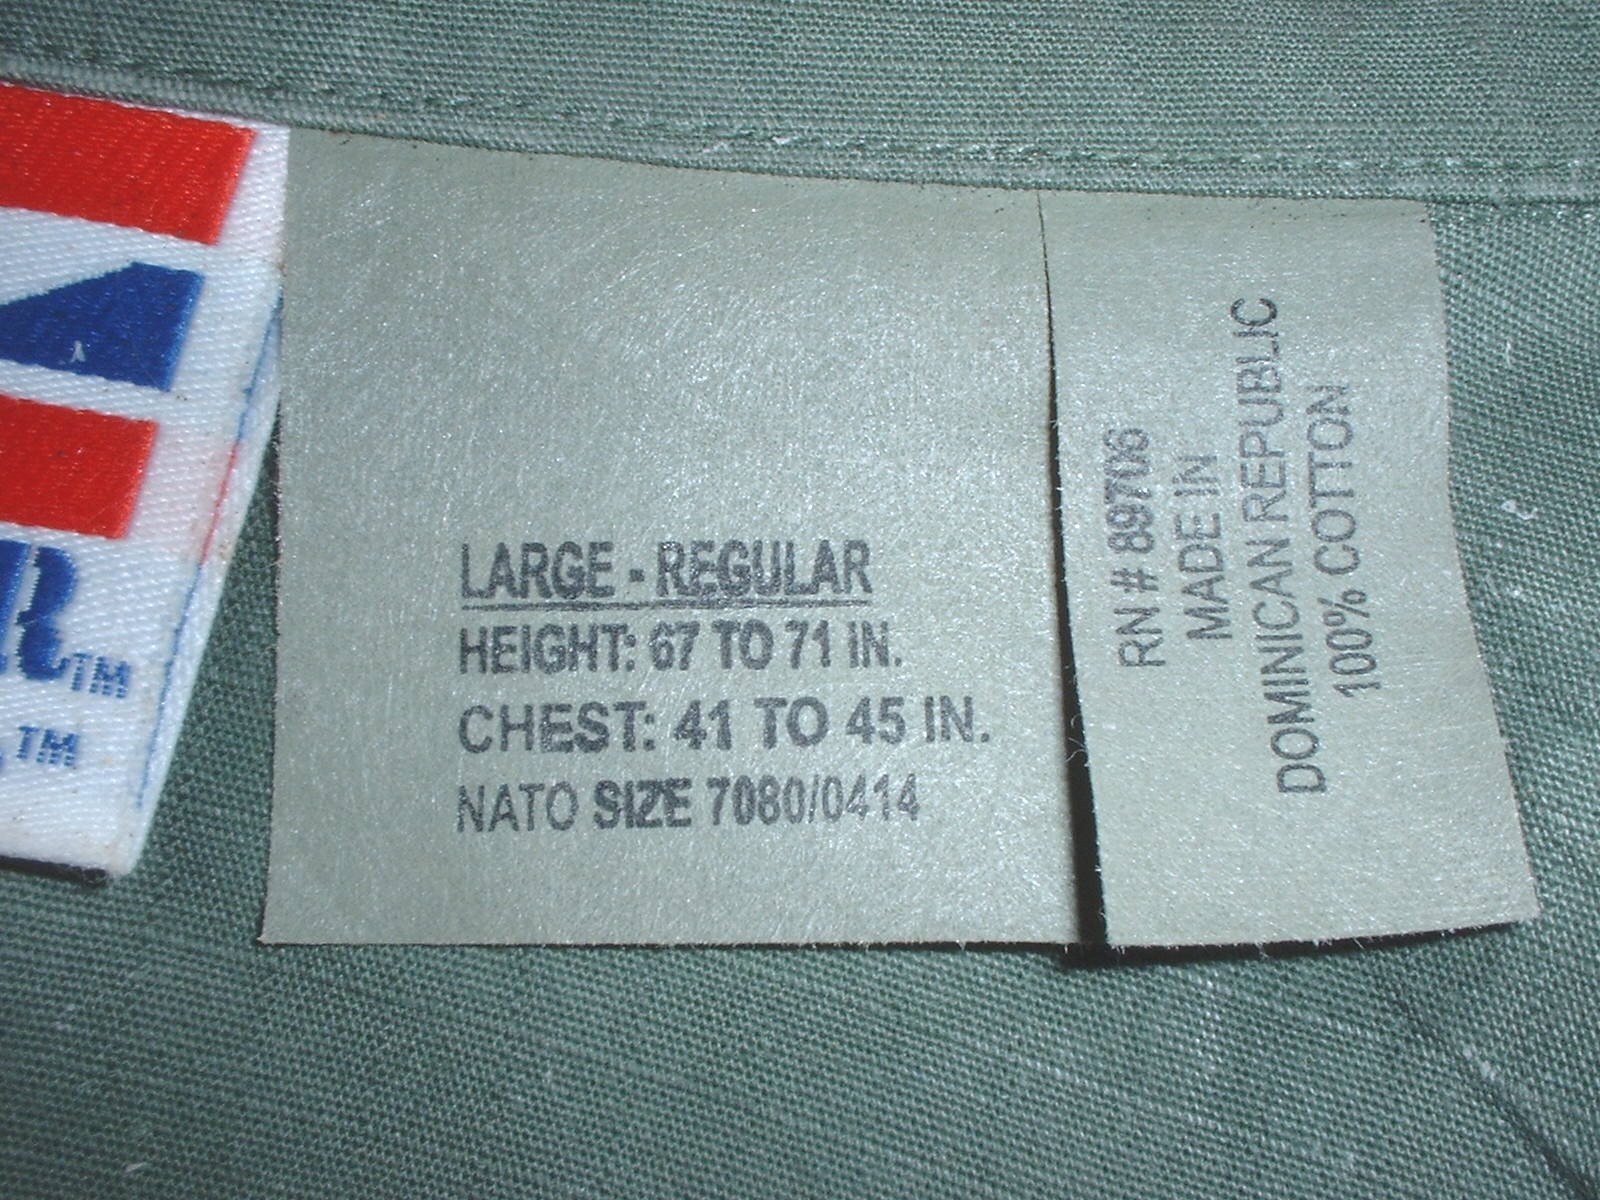 R™
™
LARGE - REGULAR
HEIGHT: 67 TO 71 IN.
CHEST: 41 TO 45 IN.
NATO SIZE 7080/0414
RN # 89706
MADE IN
DOMINICAN REPUBLIC
100% COTTON